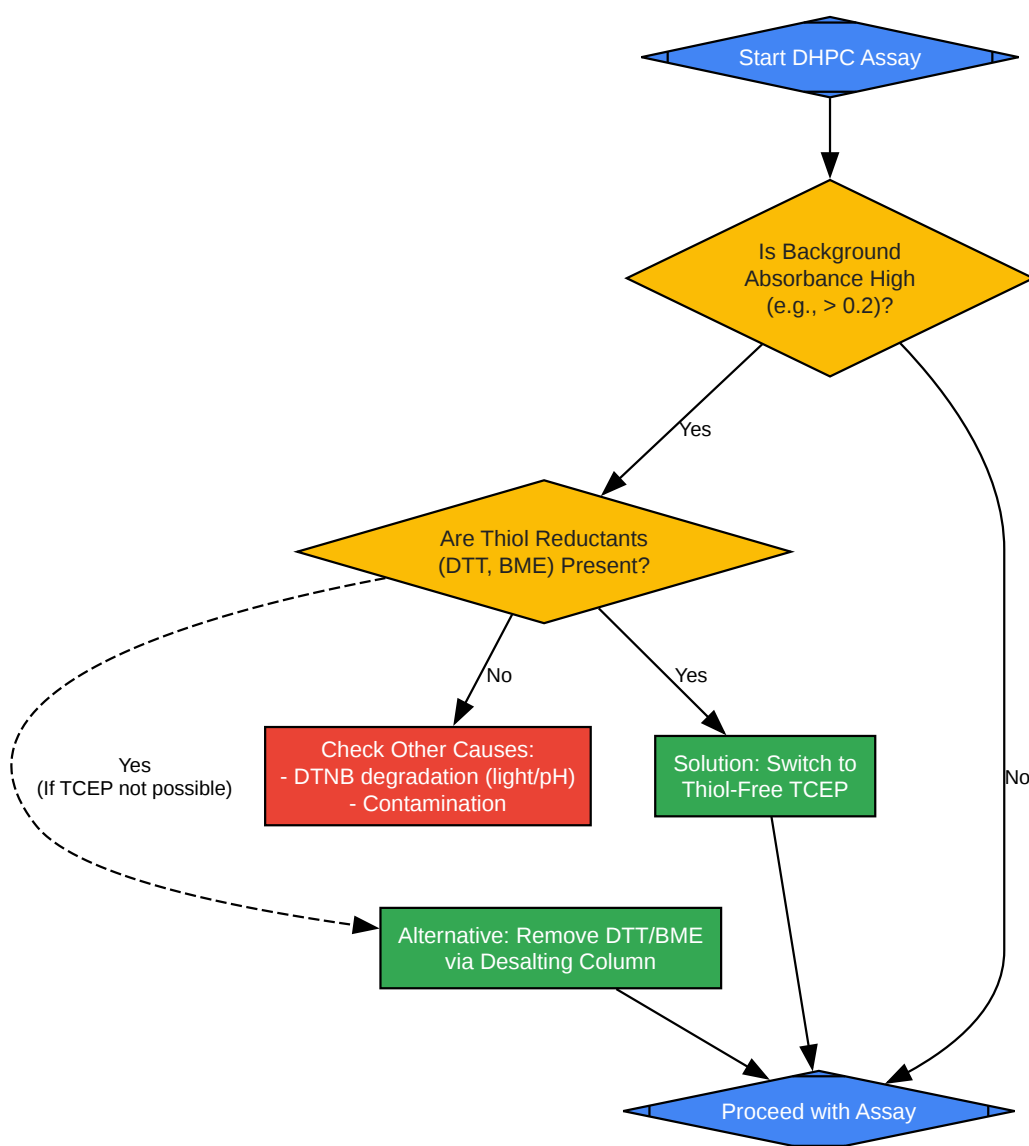 Start DHPC Assay
Is Background
Absorbance High
(e.g., > 0.2)?
Yes
Are Thiol Reductants
(DTT, BME) Present?
No
Yes
No
Yes
(If TCEP not possible)
Check Other Causes:
- DTNB degradation (light/pH)
- Contamination
Solution: Switch to
Thiol-Free TCEP
Alternative: Remove DTT/BME
via Desalting Column
Proceed with Assay